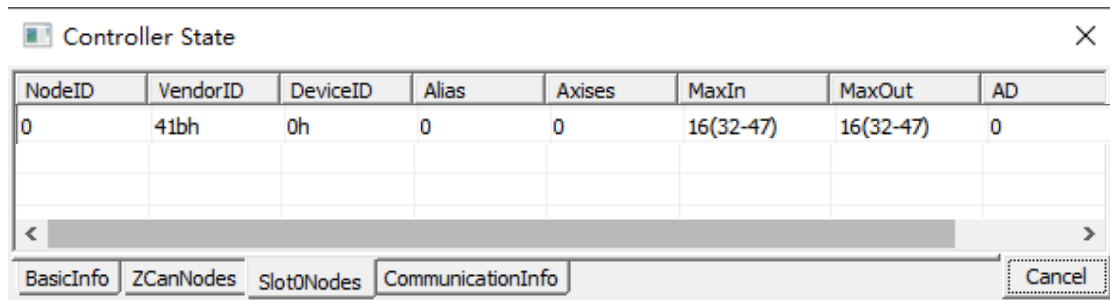 Controller State
NodeID VendorID DeviceID Alias Axises MaxIn MaxOut AD
0 41bh 0h 0 0 16(32-47) 16(32-47) 0
BasicInfo ZCanNodes Slot0Nodes CommunicationInfo Cancel